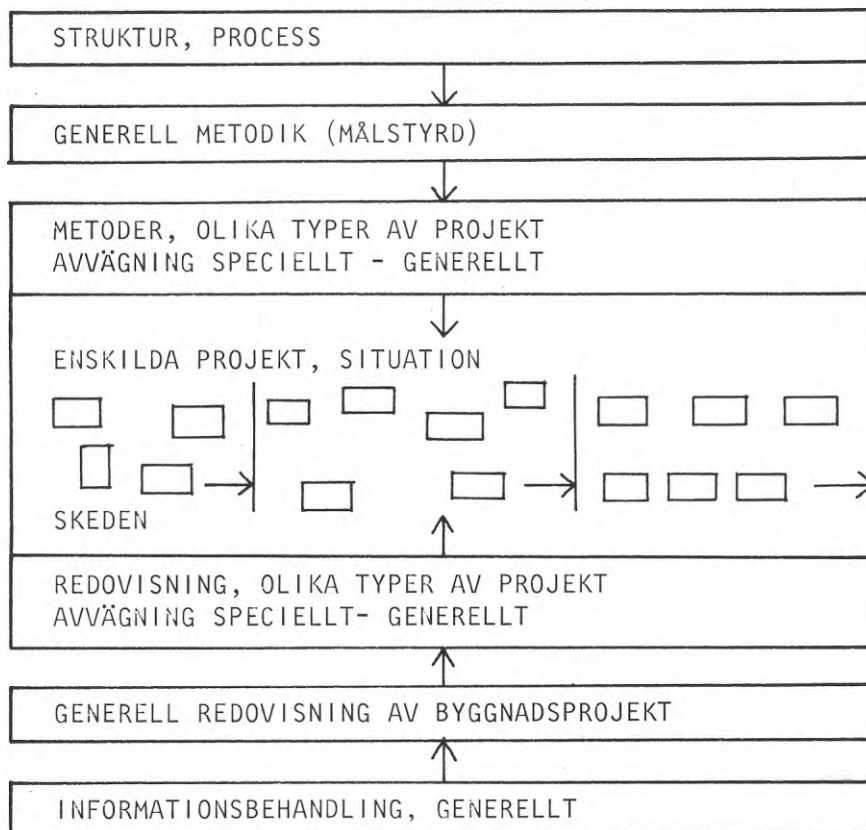 STRUKTUR, PROCESS
GENERELL METODIK (MÅLSTYRD)
METODER, OLIKA TYPER AV PROJEKT
AVVÄGNING SPECIELLT - GENERELLT
ENSKILDA PROJEKT, SITUATION
SKEDEN
REDOVISNING, OLIKA TYPER AV PROJEKT
AVVÄGNING SPECIELLT- GENERELLT
GENERELL REDOVISNING AV BYGGNADSPROJEKT
INFORMATIONSBEHANDLING, GENERELLT